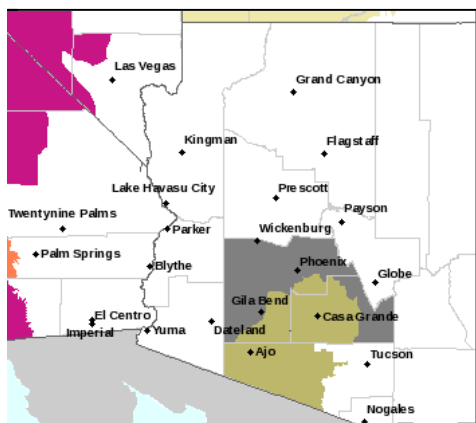 Las Vegas
Grand Canyon
Kingman
Flagstaff
Lake Havasu City
Prescott
Twentynine Palms
Payson
Parker
Wickenburg
Palm Springs
Blythe
Phoenix
Globe
Gila Bend
El Centro
Casa Grande
Imperial
Yuma
Dateland
Ajo
Tucson
Nogales